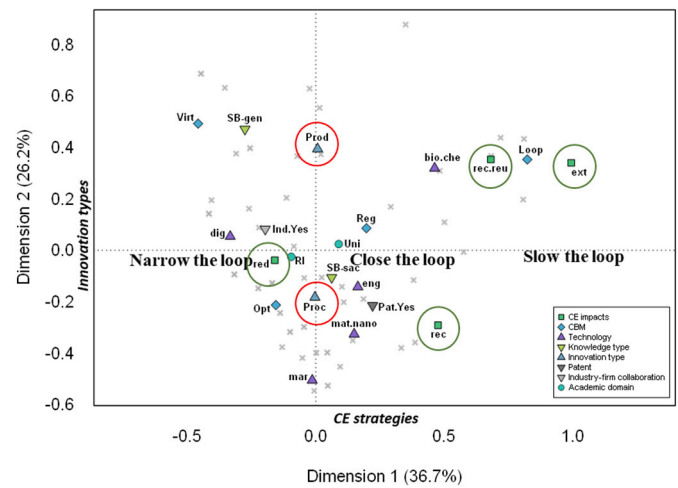 0.8
0.6
0.4
0.2
0.0
-0.2
-0.4
-0.6
Dimension 2 (26.2%)
Innovation types
Virt
SB-gen
Prod
bio.che
rec.reu
Loop
ext
dig
Ind.Yes
Reg
Uni
Narrow the loop
Close the loop
Slow the loop
red
RI
SB-sac
eng
Opt
Proc
Pat.Yes
mat.nano
rec
mar
CE impacts
CBM
Technology
Knowledge type
Innovation type
Patent
Industry-firm collaboration
Academic domain
CE strategies
-0.5
0.0
0.5
1.0
Dimension 1 (36.7%)